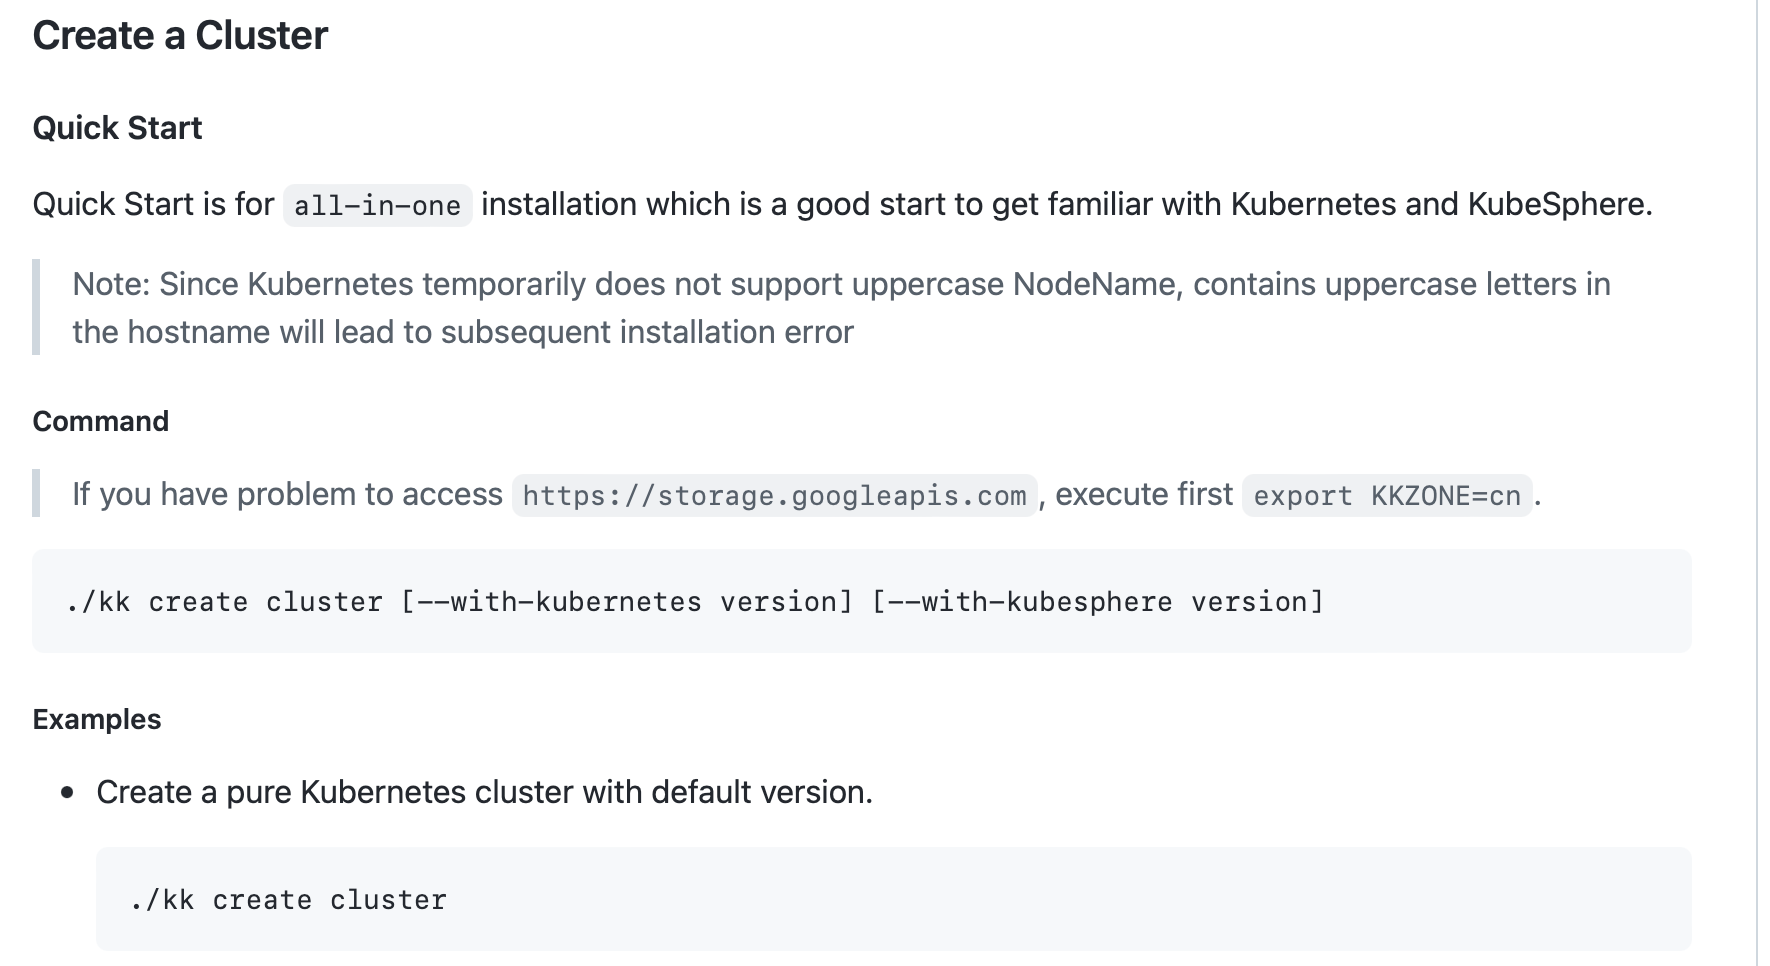 Create a Cluster
Quick Start
Quick Start is for all-in-one installation which is a good start to get familiar with Kubernetes and KubeSphere.
Note: Since Kubernetes temporarily does not support uppercase NodeName, contains uppercase letters in
the hostname will lead to subsequent installation error
Command
If you have problem to access https://storage.googleapis.com, execute first export KKZONE=cn.
./kk create cluster [--with-kubernetes version] [--with-kubesphere version]
Examples
• Create a pure Kubernetes cluster with default version.
./kk create cluster